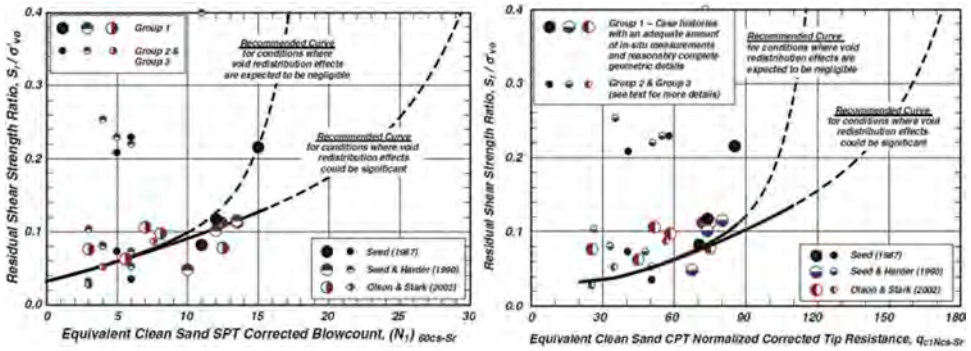 0.4
0.3
0.2
0.1
0.0
Residual Shear Strength Ratio, Sr / σ'vo
Group 1
Group 2 &
Group 3
Recommended Curve
for conditions where
void redistribution effects
are expected to be negligible
Recommended Curve
for conditions where void
redistribution effects
could be significant
Seed (1987)
Seed & Harder (1990)
Olson & Stark (2002)
0 5 10 15 20 25 30
Equivalent Clean Sand SPT Corrected Blowcount, (N1) 60cs-Sr
0.4
0.3
0.2
0.1
0.0
Residual Shear Strength Ratio, Sr / σ'vo
Group 1 – Case histories
with an adequate amount
of in-situ measurements
and reasonably complete
geometric details
Group 2 & Group 3
(see text for more details)
Recommended Curve
for conditions where
void redistribution effects are
expected to be negligible
Recommended Curve
for conditions where void
redistribution effects
could be significant
Seed (1987)
Seed & Harder (1990)
Olson & Stark (2002)
0 30 60 90 120 150 180
Equivalent Clean Sand CPT Normalized Corrected Tip Resistance, qc1Ncs-Sr